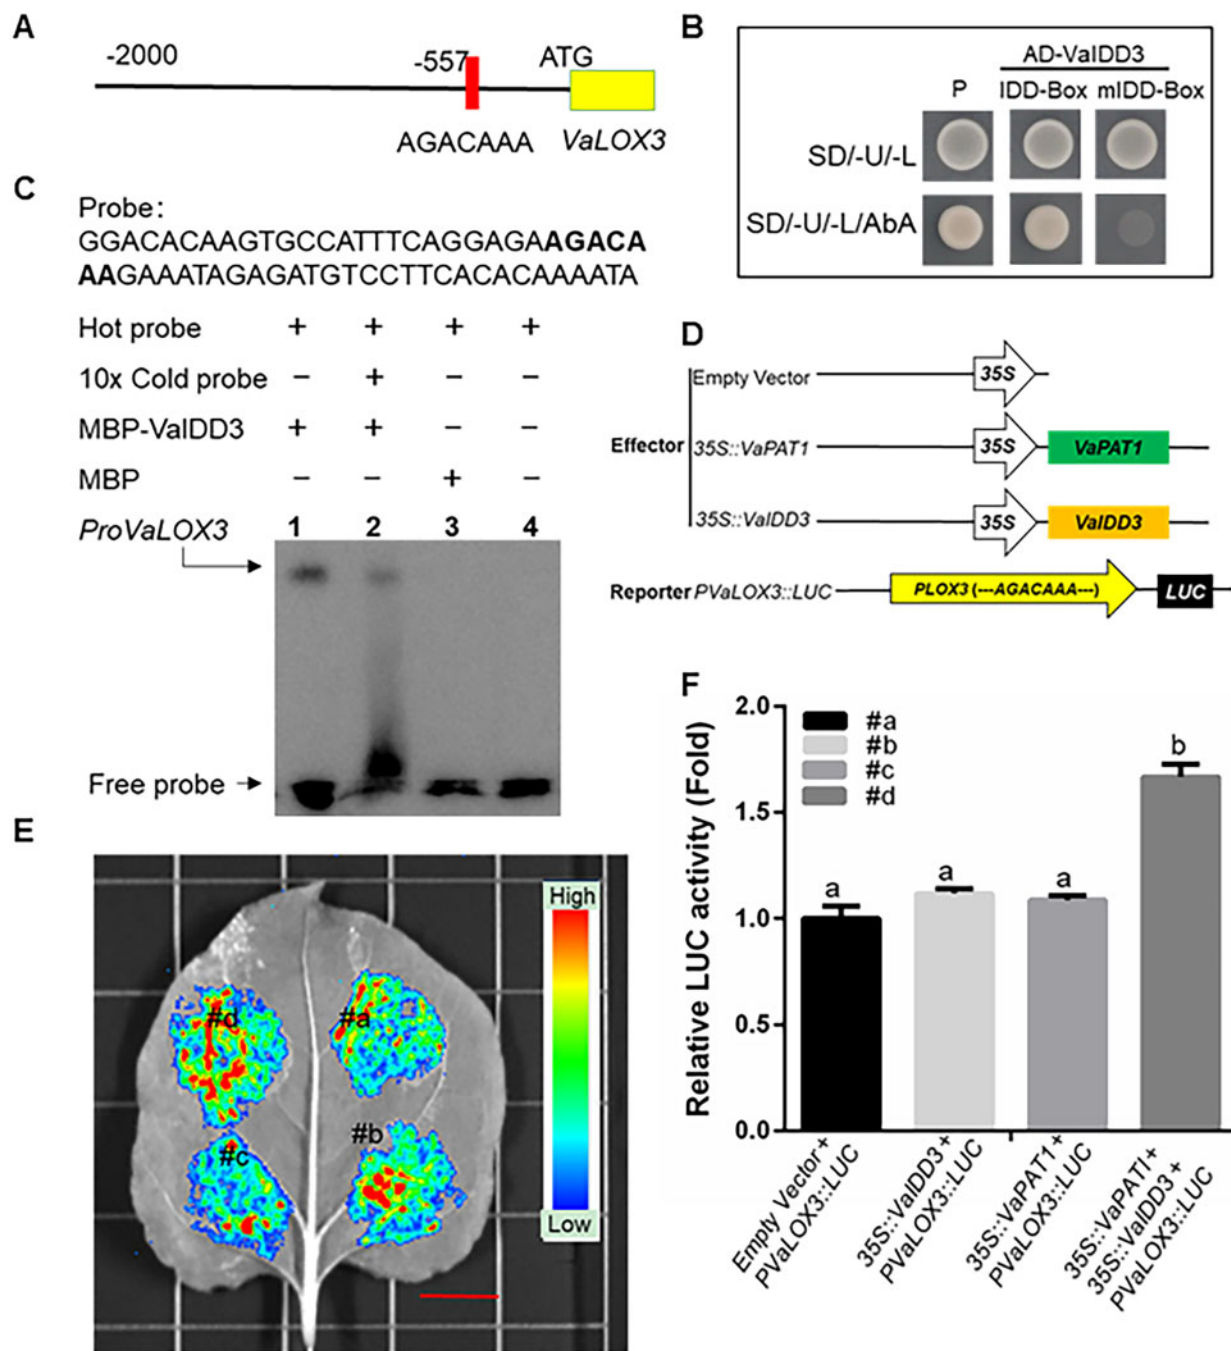 A
-2000
-557
ATG
AGACAAA
VaLOX3
B
AD-VaIDD3
P
IDD-Box
mIDD-Box
SD/-U/-L
SD/-U/-L/AbA
C
Probe:
GGACACAAGTGCCATTTCAGGAGAAGACA
AAGAAATAGAGATGTCCTTCACACAAAATA
Hot probe + + + +
10x Cold probe − + − −
MBP-VaIDD3 + + − −
MBP − − + −
ProVaLOX3 1 2 3 4
Free probe
D
Effector
Empty Vector
35S
35S::VaPAT1
35S
VaPAT1
35S::VaIDD3
35S
VaIDD3
Reporter
PVaLOX3::LUC
PLOX3 (---AGACAAA---)
LUC
E
High
Low
#d
#a
#c
#b
F
Relative LUC activity (Fold)
2.0
1.5
1.0
0.5
0.0
#a
#b
#c
#d
a
a
a
b
Empty Vector+
PVaLOX3::LUC
35S::VaIDD3+
PVaLOX3::LUC
35S::VaPAT1+
PVaLOX3::LUC
35S::VaPATI+
35S::VaIDD3+
PVaLOX3::LUC